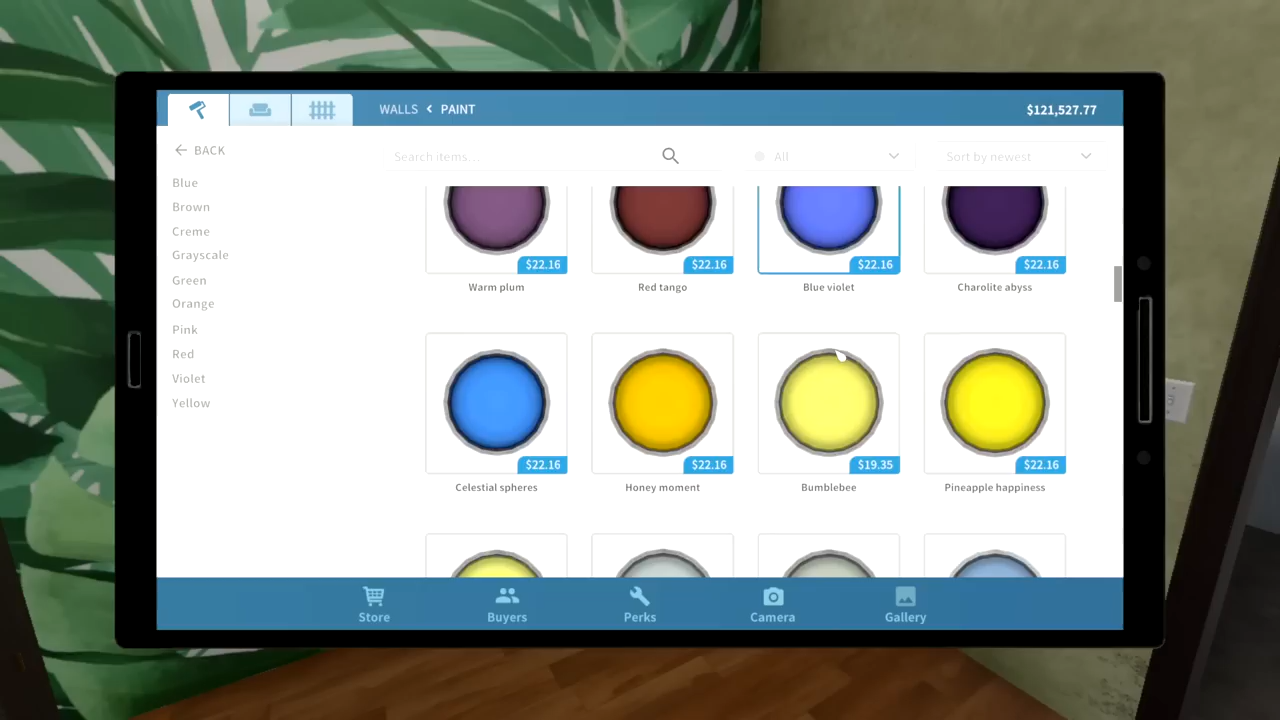 WALLS < PAINT
$121,527.77
BACK
Search items...
All
Sort by newest
Blue
Brown
Creme
Grayscale
Green
Orange
Pink
Red
Violet
Yellow
$22.16
$22.16
$22.16
$22.16
Warm plum
Red tango
Blue violet
Charolite abyss
$22.16
$22.16
$19.35
$22.16
Celestial spheres
Honey moment
Bumblebee
Pineapple happiness
Store
Buyers
Perks
Camera
Gallery